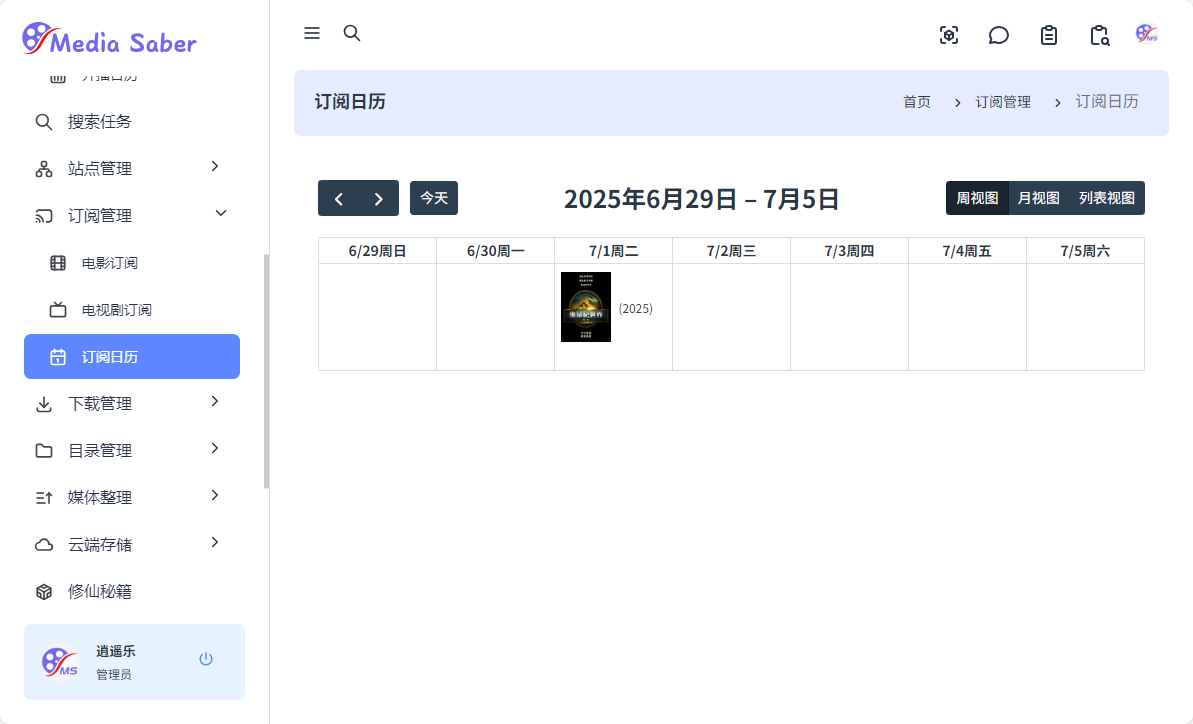 Media Saber
搜索任务
站点管理
订阅管理
电影订阅
电视剧订阅
订阅日历
下载管理
目录管理
媒体整理
云端存储
修仙秘籍
逍遥乐
管理员
订阅日历
首页
订阅管理
订阅日历
今天
2025年6月29日 – 7月5日
周视图 月视图 列表视图
6/29周日 6/30周一 7/1周二 7/2周三 7/3周四 7/4周五 7/5周六
(2025)